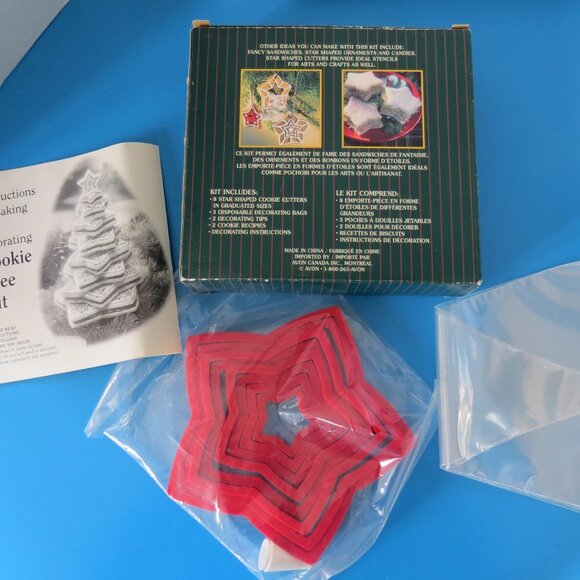 OTHER IDEAS YOU CAN MAKE WITH THIS KIT INCLUDE:
FANCY SANDWICHES, STAR SHAPED ORNAMENTS AND CANDIES.
STAR SHAPED CUTTERS PROVIDE IDEAL STENCILS
FOR ARTS AND CRAFTS AS WELL.
CE KIT PERMET ÉGALEMENT DE FAIRE DES SANDWICHES DE FANTAISIE,
DES ORNEMENTS ET DES BONBONS EN FORME D'ÉTOILES.
LES EMPORTE-PIÈCE EN FORMES D'ÉTOILES SONT ÉGALEMENT IDÉALS
COMME POCHOIR POUR LES ARTS OU L'ARTISANAT.
KIT INCLUDES:
• 8 STAR SHAPED COOKIE CUTTERS
IN GRADUATED SIZES
• 3 DISPOSABLE DECORATING BAGS
• 2 DECORATING TIPS
• 2 COOKIE RECIPIES
• DECORATING INSTRUCTIONS
LE KIT COMPREND:
EMPORTE-PIÈCE EN FORME
D'ÉTOILES DE DIFFÉRENTES
GRANDEURS
• 3 POCHES À DOUILLES JETABLES
• 2 DOUILLES POUR DÉCORER
• RECETTES DE BISCUITS
• INSTRUCTIONS DE DÉCORATION
MADE IN CHINA / FABRIQUÉ EN CHINE
IMPORTED BY / IMPORTÉ PAR
AVON CANADA INC., MONTRÉAL
© AVON • 1-800-265-AVON
ructions
aking
orating
ookie
ee
it